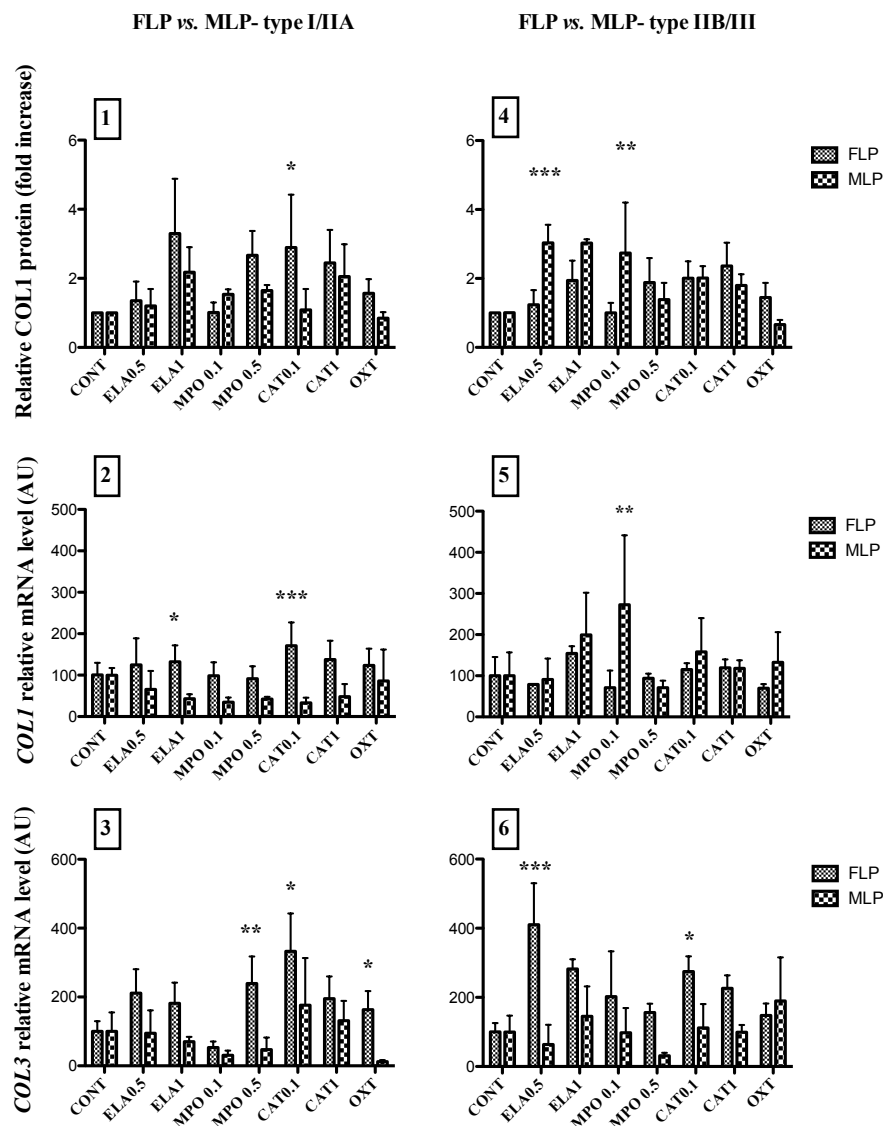 FLP vs. MLP- type I/IIA
FLP vs. MLP- type IIB/III
1
Relative COL1 protein (fold increase)
6
4
2
0
*
CONT
ELA0.5
ELA1
MPO 0.1
MPO 0.5
CAT0.1
CAT1
OXT
4
6
4
2
0
***
**
CONT
ELA0.5
ELA1
MPO 0.1
MPO 0.5
CAT0.1
CAT1
OXT
FLP
MLP
2
COL1 relative mRNA level (AU)
500
400
300
200
100
0
*
***
CONT
ELA0.5
ELA1
MPO 0.1
MPO 0.5
CAT0.1
CAT1
OXT
5
500
400
300
200
100
0
**
CONT
ELA0.5
ELA1
MPO 0.1
MPO 0.5
CAT0.1
CAT1
OXT
FLP
MLP
3
COL3 relative mRNA level (AU)
600
400
200
0
**
*
*
CONT
ELA0.5
ELA1
MPO 0.1
MPO 0.5
CAT0.1
CAT1
OXT
6
600
400
200
0
***
*
CONT
ELA0.5
ELA1
MPO 0.1
MPO 0.5
CAT0.1
CAT1
OXT
FLP
MLP